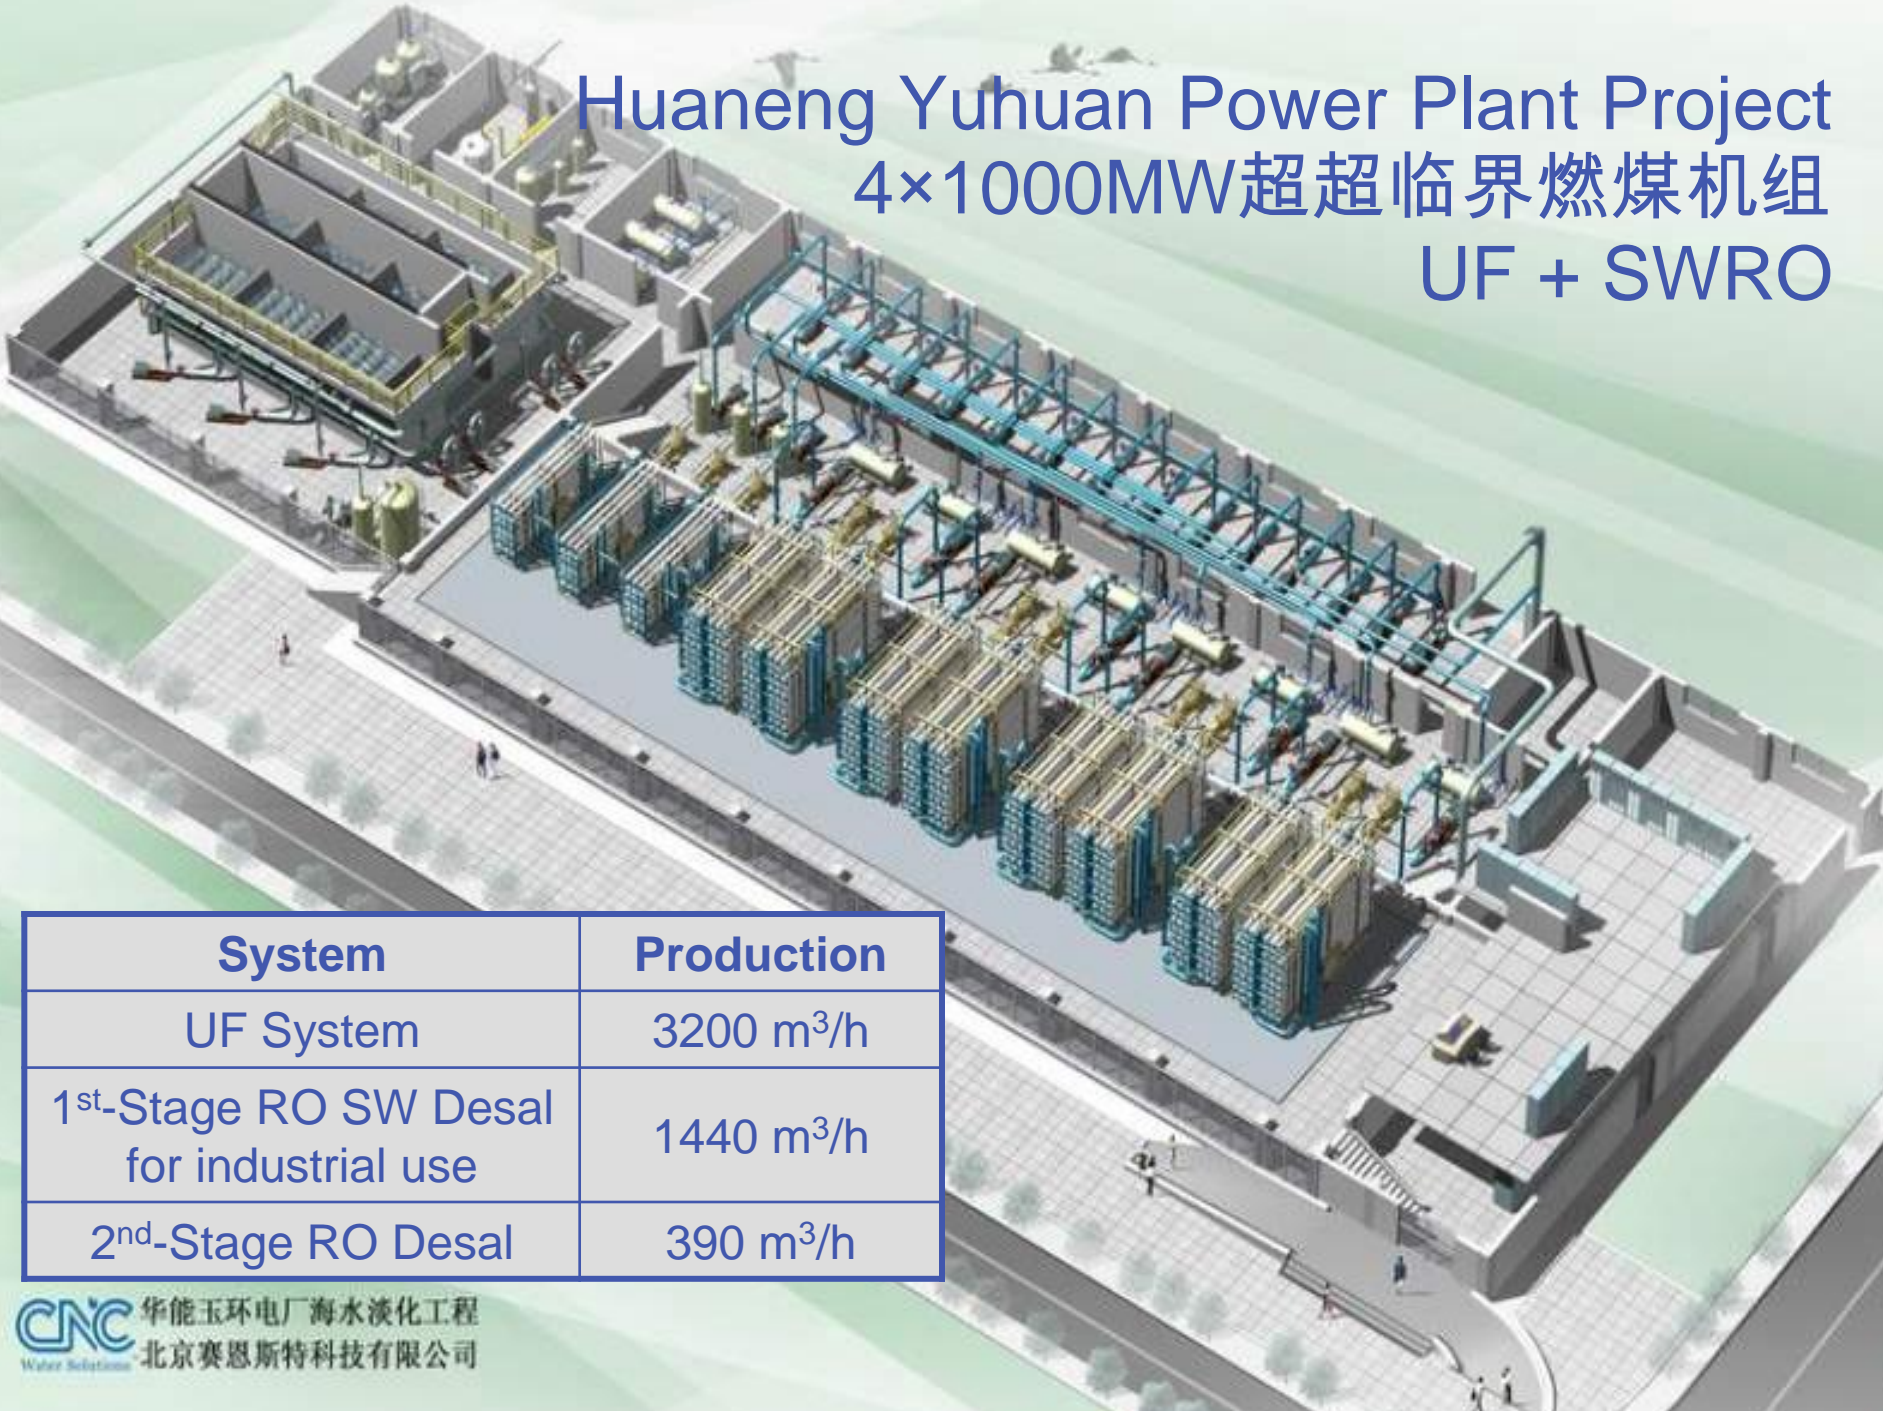 Huaneng Yuhuan Power Plant Project
4×1000MW超超临界燃煤机组
UF + SWRO
System Production
UF System 3200 m³/h
1st-Stage RO SW Desal
for industrial use 1440 m³/h
2nd-Stage RO Desal 390 m³/h
CNC 华能玉环电厂海水淡化工程
Water Solutions 北京赛恩斯特科技有限公司